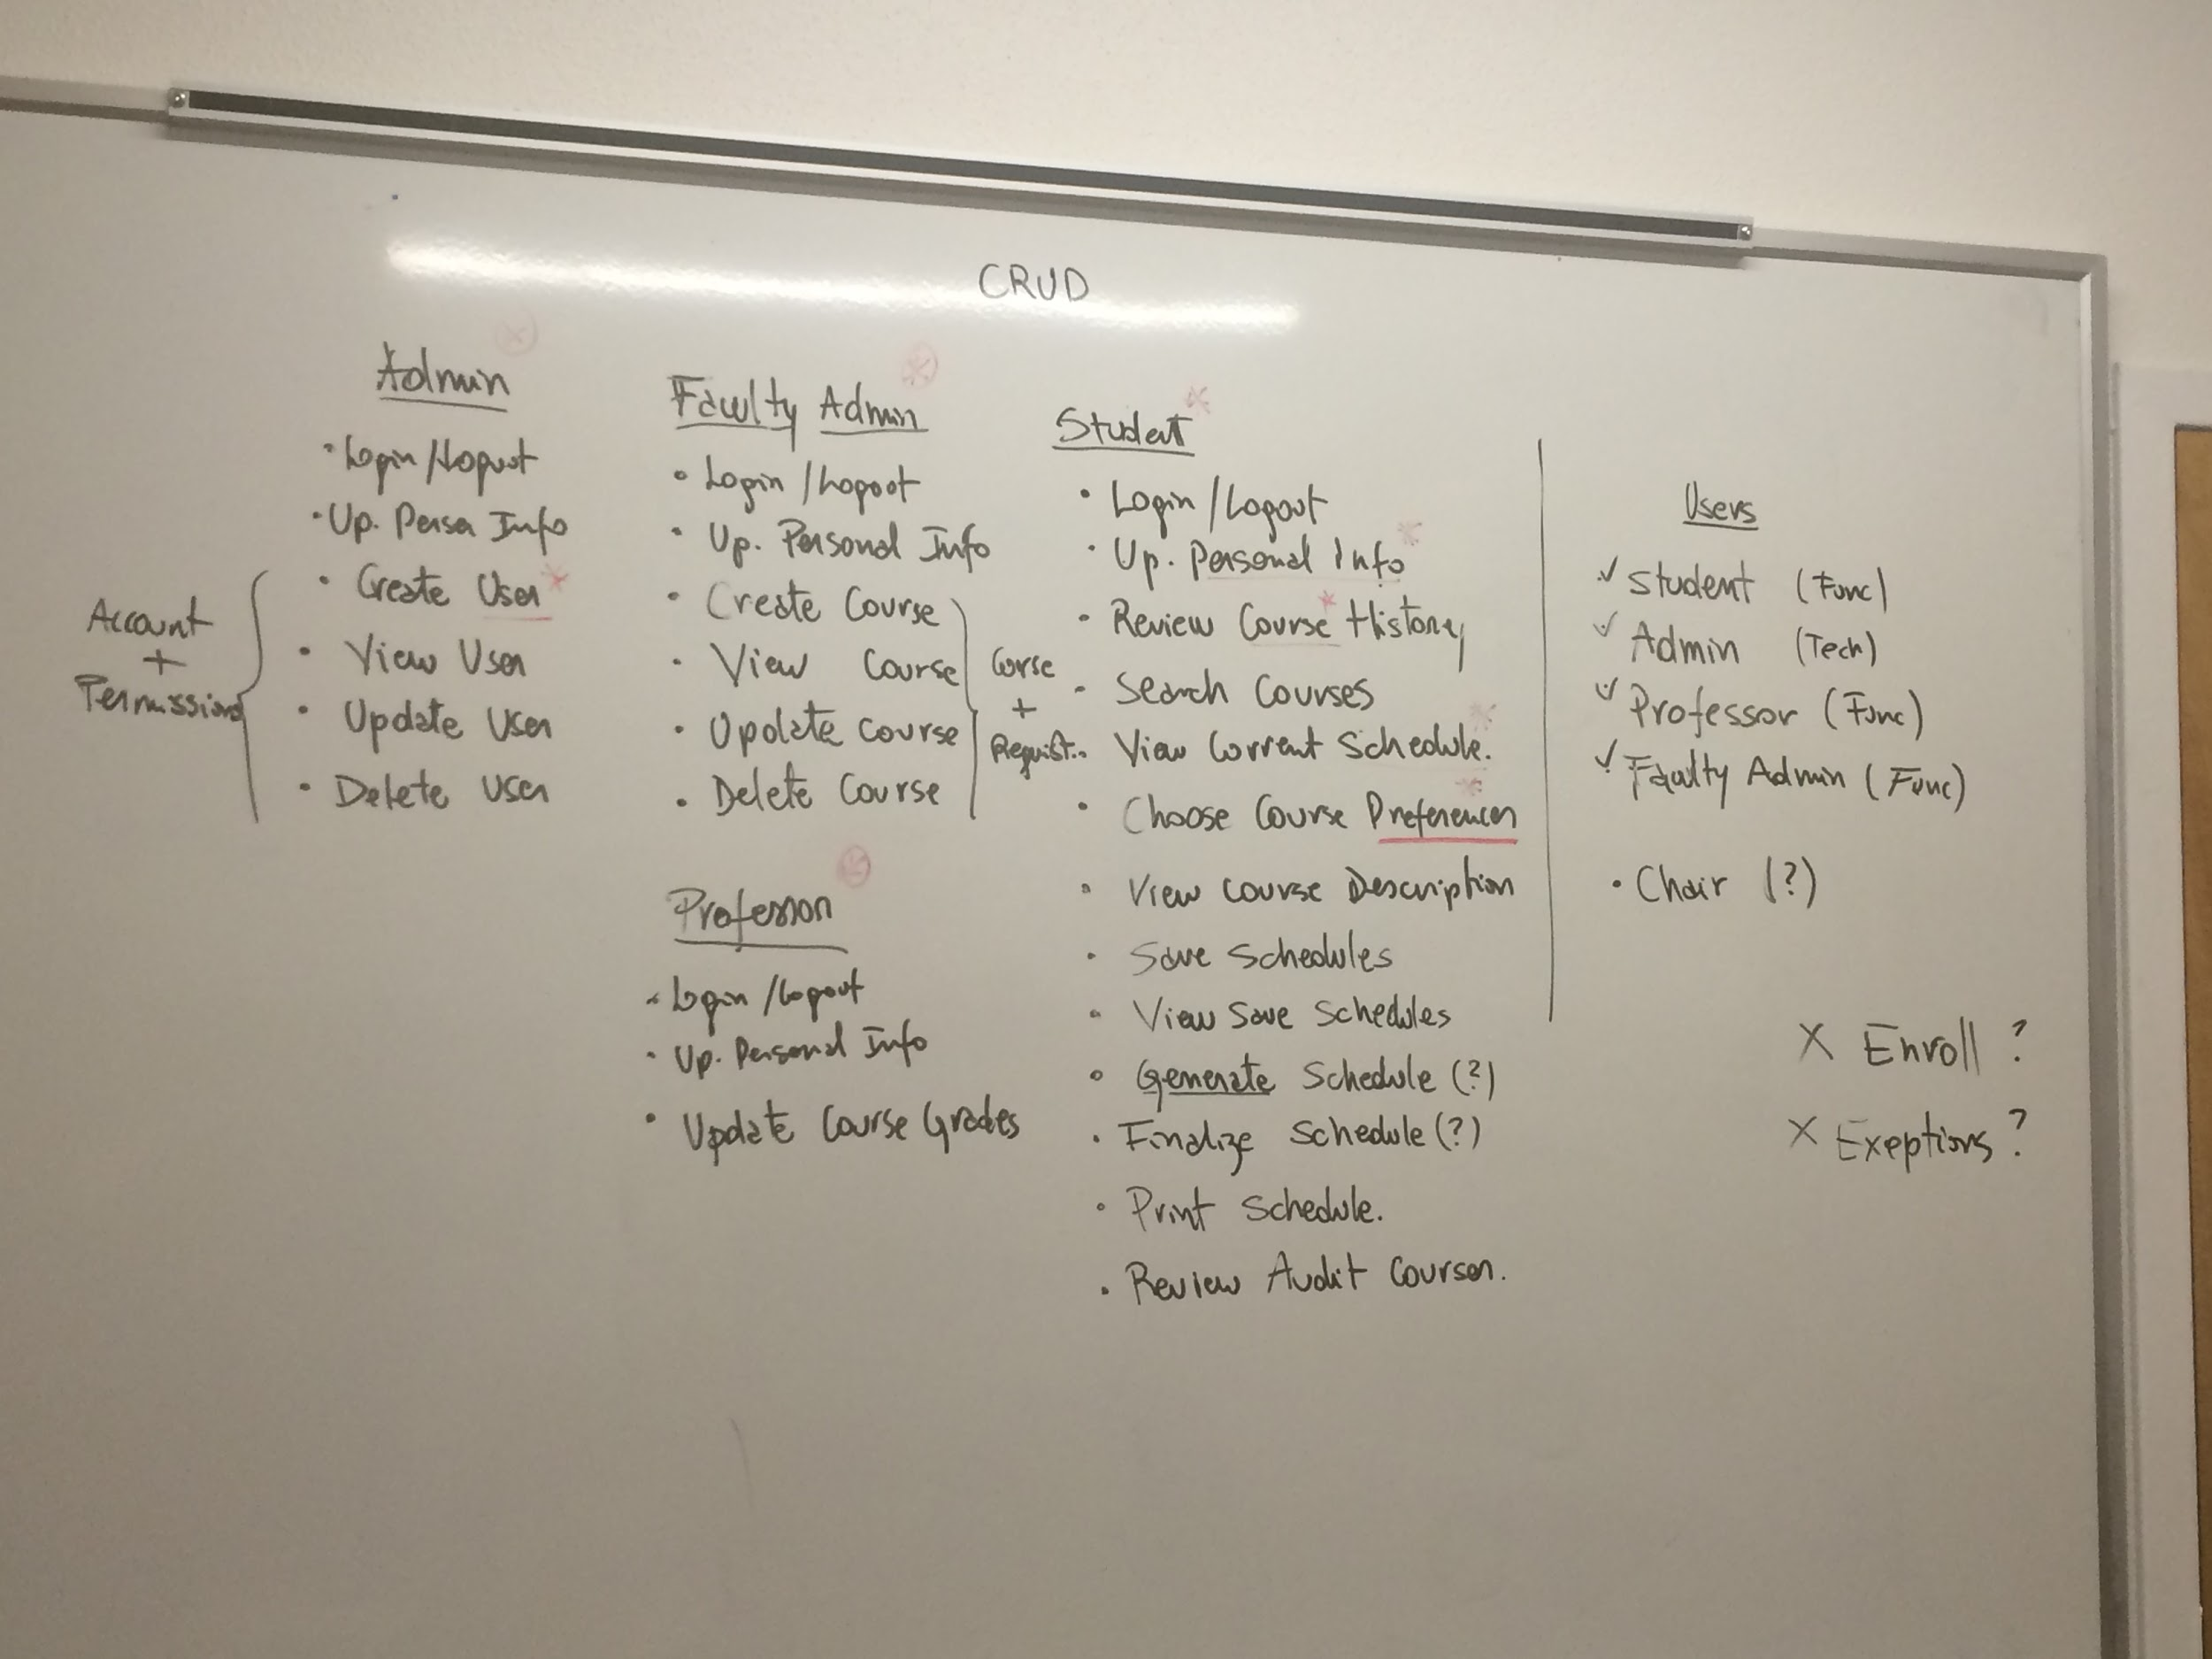 CRUD
Admin
• Login/Logout
• Up. Person Info
• Create User *
• View User
• Update User
• Delete User
Account
+
Permissions
Faculty Admin
• Login/Logout
• Up. Personal Info
• Create Course
• View Course
• Update Course
• Delete Course
Corse
+
Requist..
Professor
• Login/Logout
• Up. Personal Info
• Update Course Grades
Student *
• Login/Logout
• Up. Personal Info *
• Review Course * History
• Search Courses
• View Current Schedule. *
• Choose Course Preferences *
• View Course Description
• Save Schedules
• View Save Schedules
• Generate Schedule (?)
• Finalize Schedule (?)
• Print Schedule.
• Review Audit Courses.
Users
✓ Student (Func)
✓ Admin (Tech)
✓ Professor (Func)
✓ Faculty Admin (Func)
• Chair (?)
X Enroll ?
X Exeptions ?